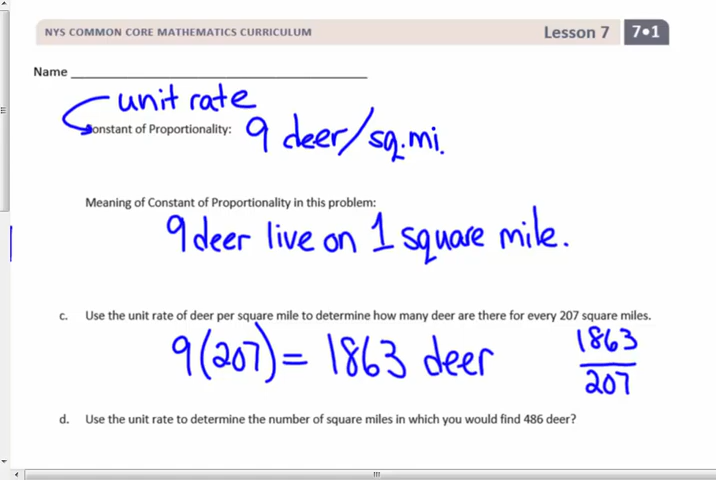 NYS COMMON CORE MATHEMATICS CURRICULUM Lesson 7 7•1
Name
unit rate
onstant of Proportionality: 9 deer/sq.mi.
Meaning of Constant of Proportionality in this problem:
9 deer live on 1 square mile.
c. Use the unit rate of deer per square mile to determine how many deer are there for every 207 square miles.
9(207) = 1863 deer 1863/207
d. Use the unit rate to determine the number of square miles in which you would find 486 deer?